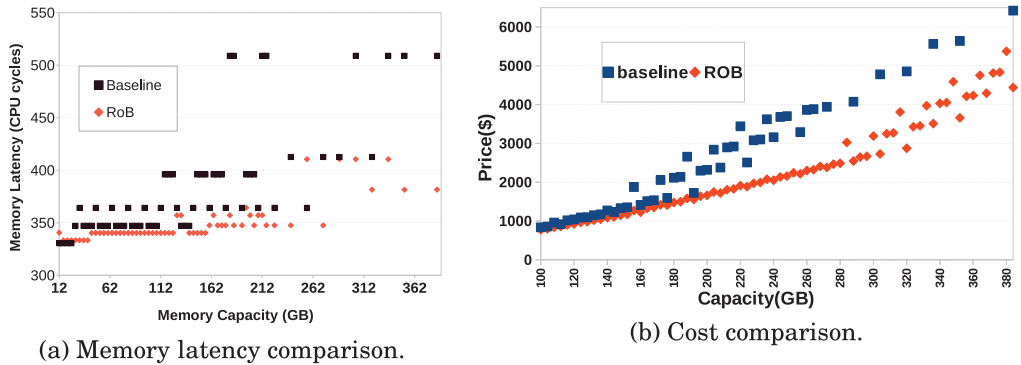 550
500
450
400
350
300
Memory Latency (CPU cycles)
Baseline
RoB
12 62 112 162 212 262 312 362
Memory Capacity (GB)
(a) Memory latency comparison.
6000
5000
4000
3000
2000
1000
0
Price($)
baseline ROB
100 120 140 160 180 200 220 240 260 280 300 320 340 360 380
Capacity(GB)
(b) Cost comparison.